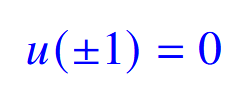 u(±1) = 0